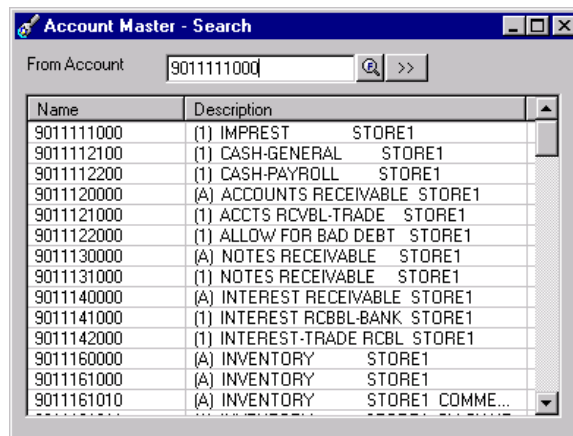 Account Master - Search
From Account 9011111000 >>
Name Description
9011111000 (1) IMPREST STORE1
9011112100 (1) CASH-GENERAL STORE1
9011112200 (1) CASH-PAYROLL STORE1
9011120000 (A) ACCOUNTS RECEIVABLE STORE1
9011121000 (1) ACCTS RCVBL-TRADE STORE1
9011122000 (1) ALLOW FOR BAD DEBT STORE1
9011130000 (A) NOTES RECEIVABLE STORE1
9011131000 (1) NOTES RECEIVABLE STORE1
9011140000 (A) INTEREST RECEIVABLE STORE1
9011141000 (1) INTEREST RCBBL-BANK STORE1
9011142000 (1) INTEREST-TRADE RCBL STORE1
9011160000 (A) INVENTORY STORE1
9011161000 (A) INVENTORY STORE1
9011161010 (A) INVENTORY STORE1 COMME...